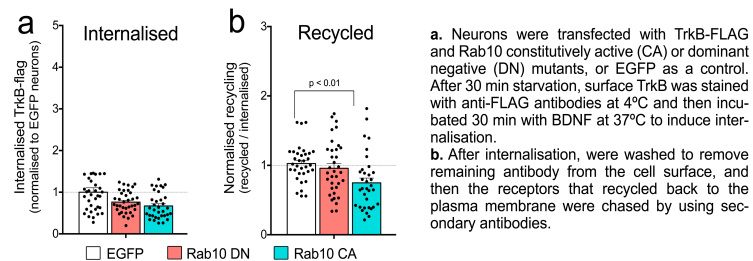 a
Internalised
Internalised TrkB-flag
(normalised to EGFP neurons)
5
4
3
2
1
0
b
Recycled
Normalised recycling
(recycled / internalised)
3
2
1
0
p < 0.01
EGFP
Rab10 DN
Rab10 CA
a. Neurons were transfected with TrkB-FLAG
and Rab10 constitutively active (CA) or dominant
negative (DN) mutants, or EGFP as a control.
After 30 min starvation, surface TrkB was stained
with anti-FLAG antibodies at 4ºC and then incu-
bated 30 min with BDNF at 37ºC to induce inter-
nalisation.
b. After internalisation, were washed to remove
remaining antibody from the cell surface, and
then the receptors that recycled back to the
plasma membrane were chased by using sec-
ondary antibodies.